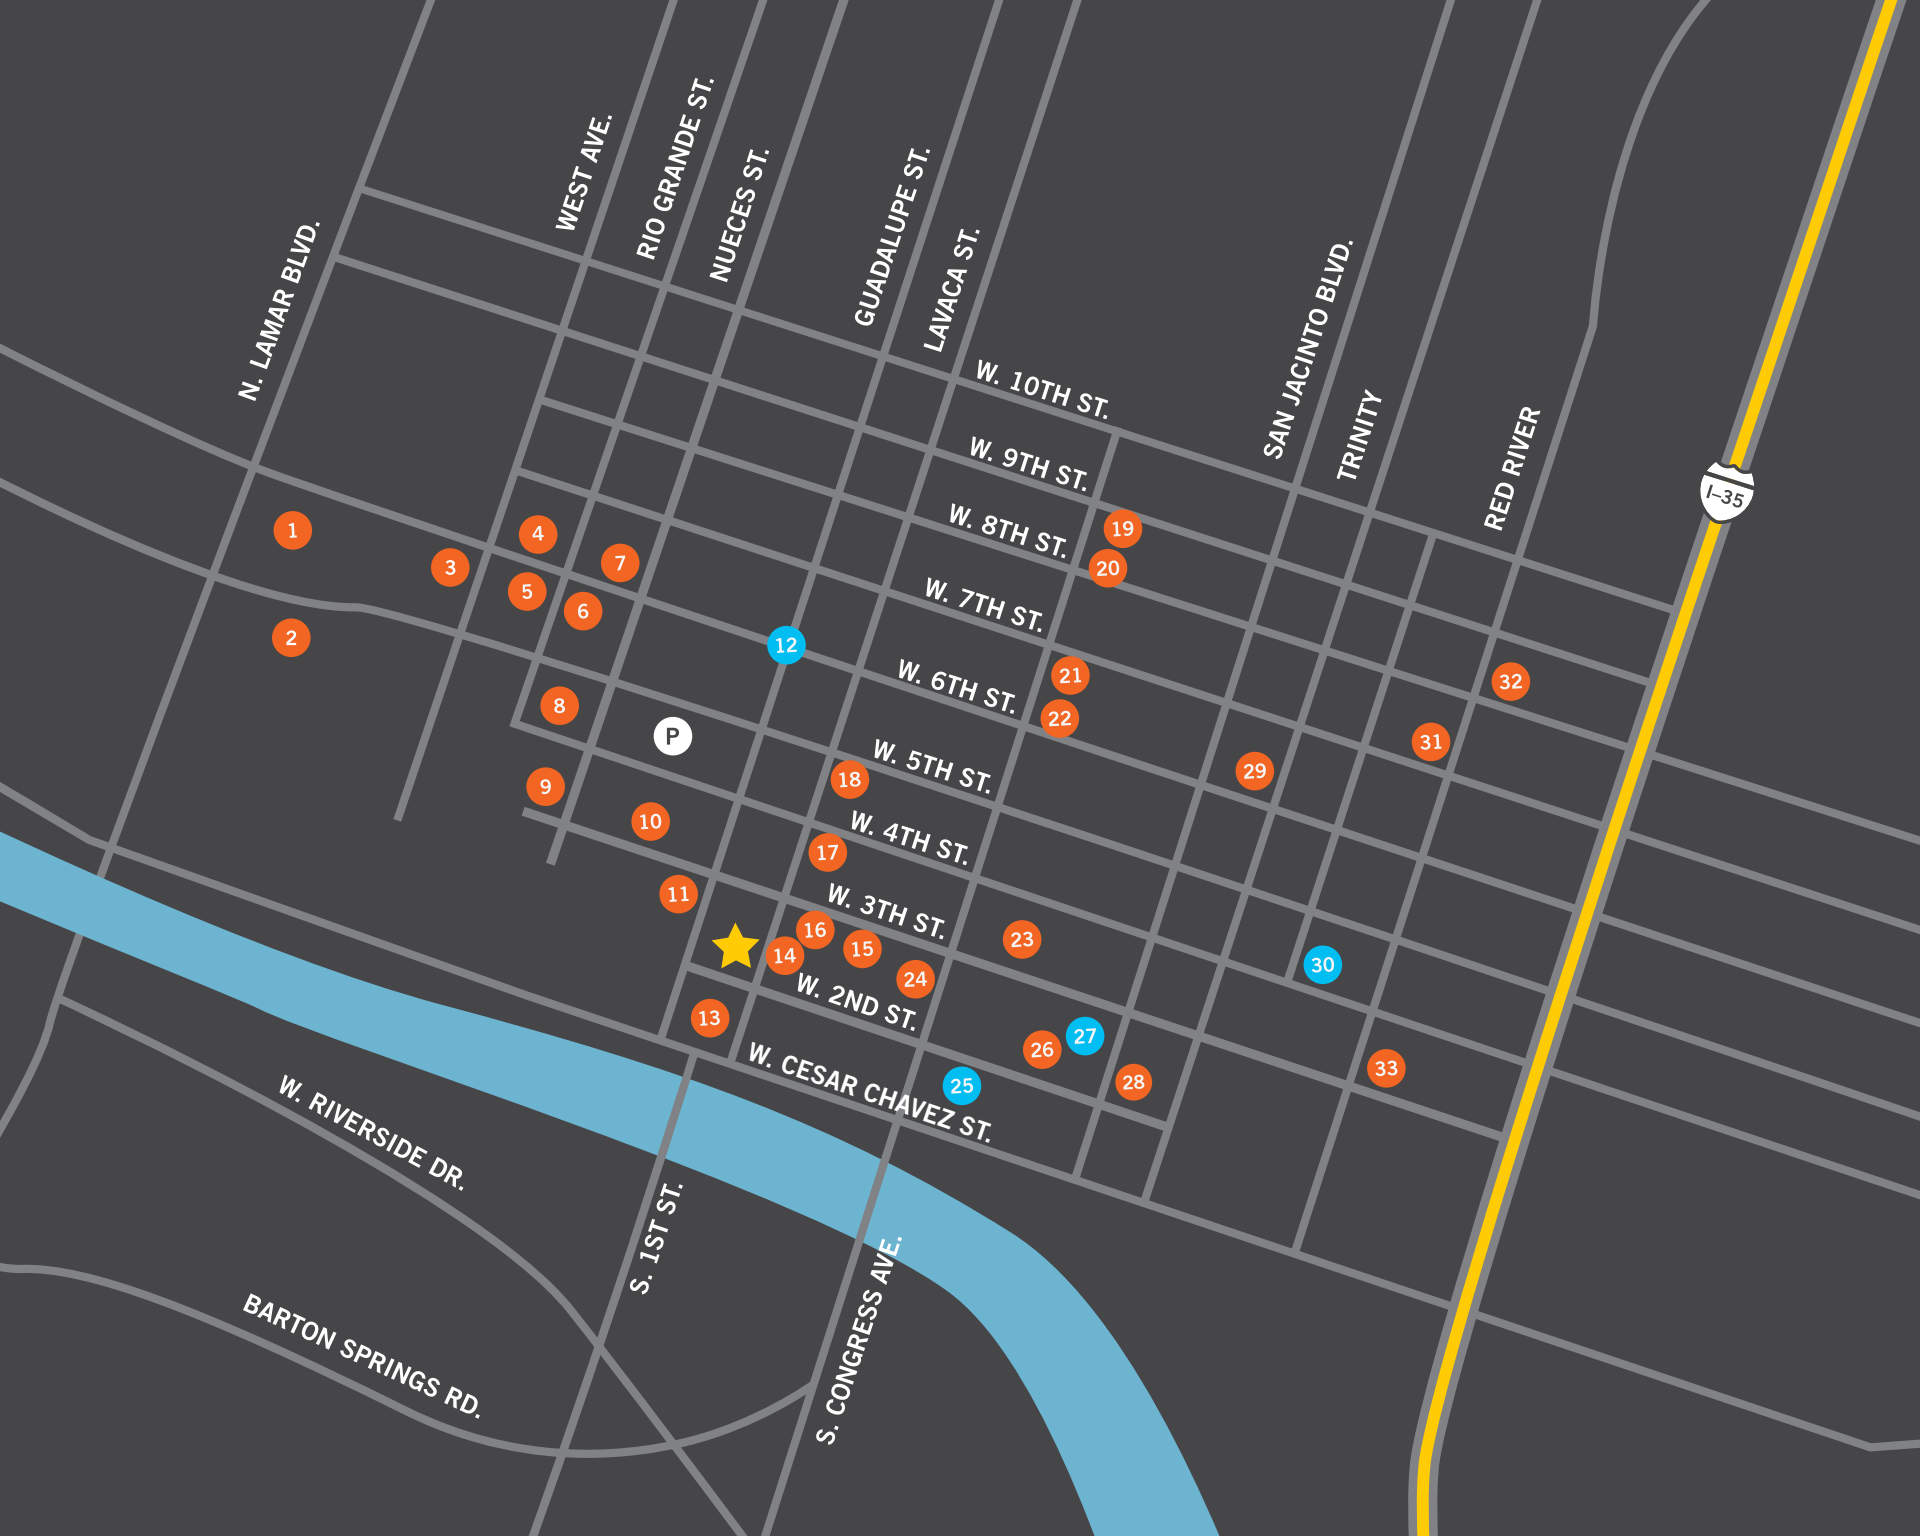 WEST AVE.
RIO GRANDE ST.
NUECES ST.
GUADALUPE ST.
LAVACA ST.
N. LAMAR BLVD.
SAN JACINTO BLVD.
TRINITY
RED RIVER
I-35
W. 10TH ST.
W. 9TH ST.
W. 8TH ST.
W. 7TH ST.
W. 6TH ST.
W. 5TH ST.
W. 4TH ST.
W. 3TH ST.
W. 2ND ST.
W. CESAR CHAVEZ ST.
W. RIVERSIDE DR.
BARTON SPRINGS RD.
S. 1ST ST.
S. CONGRESS AVE.
1
2
3
4
5
6
7
8
P
9
10
11
12
13
14
15
16
17
18
19
20
21
22
23
24
25
26
27
28
29
30
31
32
33